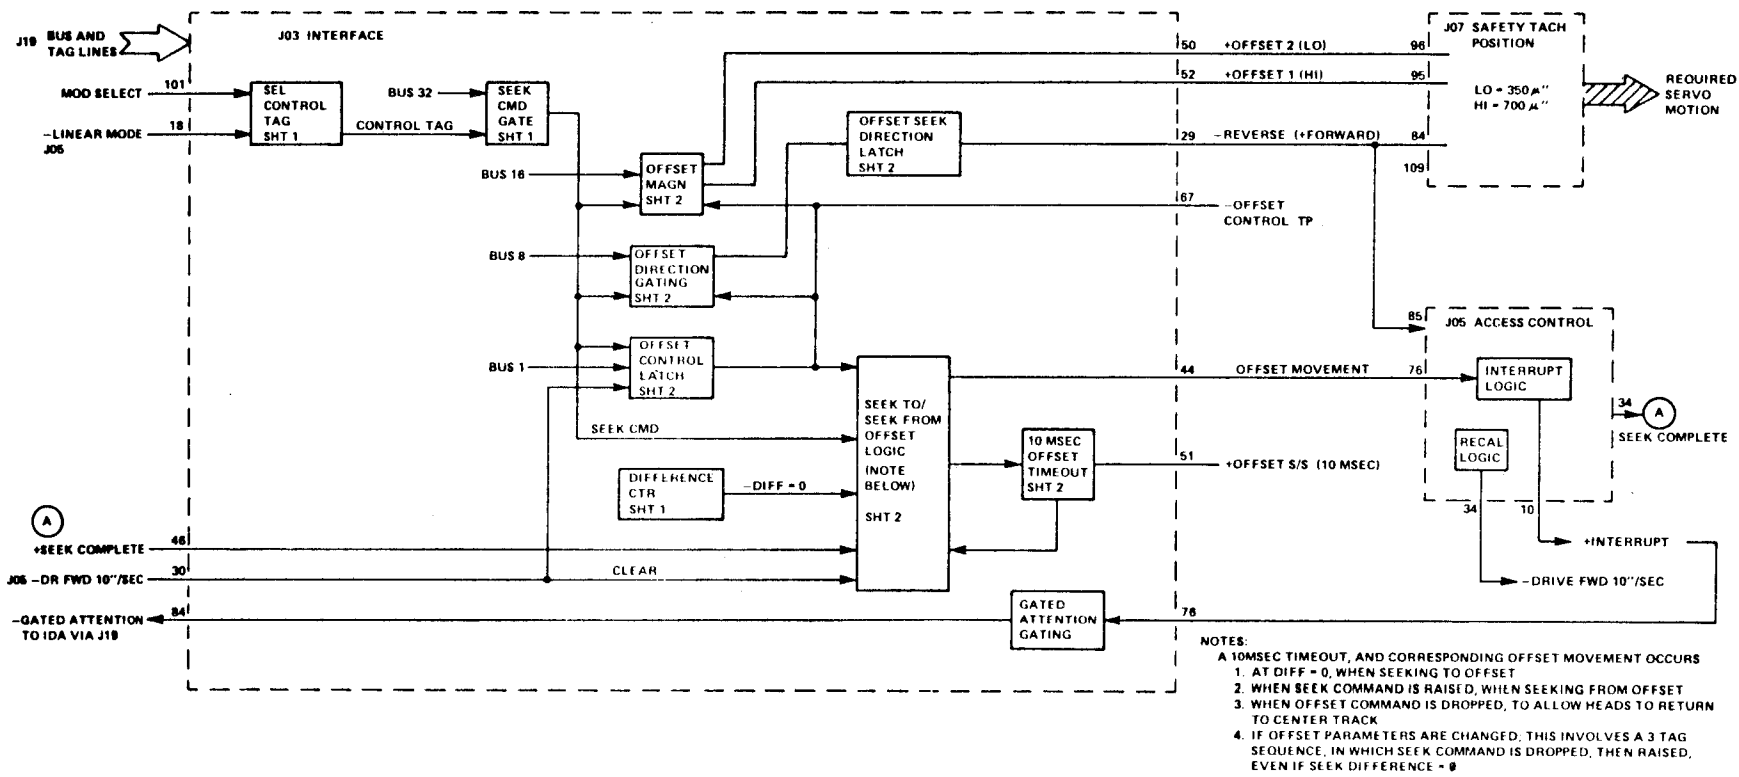 J19 BUS AND
TAG LINES
J03 INTERFACE
MOD SELECT
101
-LINEAR MODE
J05
18
SEL
CONTROL
TAG
SHT 1
CONTROL TAG
BUS 32
SEEK
CMD
GATE
SHT 1
BUS 16
OFFSET
MAGN
SHT 2
BUS 8
OFFSET
DIRECTION
GATING
SHT 2
BUS 1
OFFSET
CONTROL
LATCH
SHT 2
OFFSET SEEK
DIRECTION
LATCH
SHT 2
50 +OFFSET 2 (LO) 96
52 +OFFSET 1 (HI) 95
29 -REVERSE (+FORWARD) 84
109
67 -OFFSET
CONTROL TP
J07 SAFETY TACH
POSITION
LO = 350 μ"
HI = 700 μ"
REQUIRED
SERVO
MOTION
SEEK CMD
DIFFERENCE
CTR
SHT 1
-DIFF = 0
SEEK TO/
SEEK FROM
OFFSET
LOGIC
(NOTE
BELOW)
SHT 2
10 MSEC
OFFSET
TIMEOUT
SHT 2
44 OFFSET MOVEMENT 76
51 +OFFSET S/S (10 MSEC)
85
J05 ACCESS CONTROL
INTERRUPT
LOGIC
RECAL
LOGIC
34
A
SEEK COMPLETE
34
10
+INTERRUPT
-DRIVE FWD 10"/SEC
A
+SEEK COMPLETE 46
J05 -DR FWD 10"/SEC 30
CLEAR
-GATED ATTENTION 84
TO IDA VIA J19
GATED
ATTENTION
GATING
76
NOTES:
A 10MSEC TIMEOUT, AND CORRESPONDING OFFSET MOVEMENT OCCURS
1. AT DIFF = 0, WHEN SEEKING TO OFFSET
2. WHEN SEEK COMMAND IS RAISED, WHEN SEEKING FROM OFFSET
3. WHEN OFFSET COMMAND IS DROPPED, TO ALLOW HEADS TO RETURN
TO CENTER TRACK
4. IF OFFSET PARAMETERS ARE CHANGED; THIS INVOLVES A 3 TAG
SEQUENCE, IN WHICH SEEK COMMAND IS DROPPED, THEN RAISED,
EVEN IF SEEK DIFFERENCE = 0